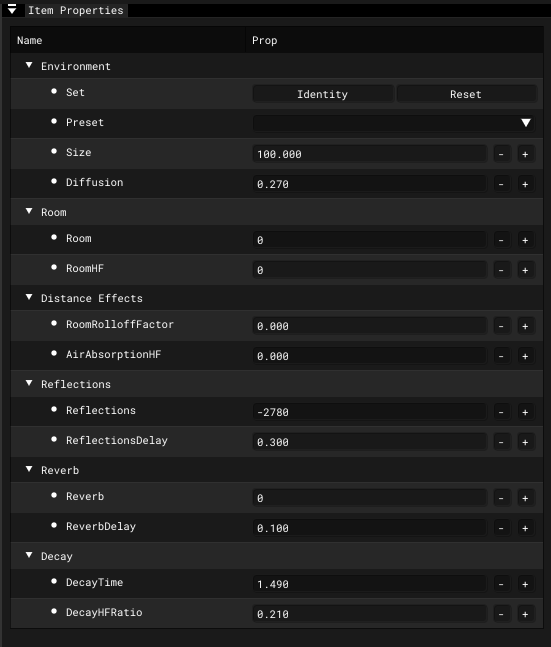 Item Properties
Name Prop
Environment
Set Identity Reset
Preset
Size 100.000 - +
Diffusion 0.270 - +
Room
Room 0 - +
RoomHF 0 - +
Distance Effects
RoomRolloffFactor 0.000 - +
AirAbsorptionHF 0.000 - +
Reflections
Reflections -2780 - +
ReflectionsDelay 0.300 - +
Reverb
Reverb 0 - +
ReverbDelay 0.100 - +
Decay
DecayTime 1.490 - +
DecayHFRatio 0.210 - +